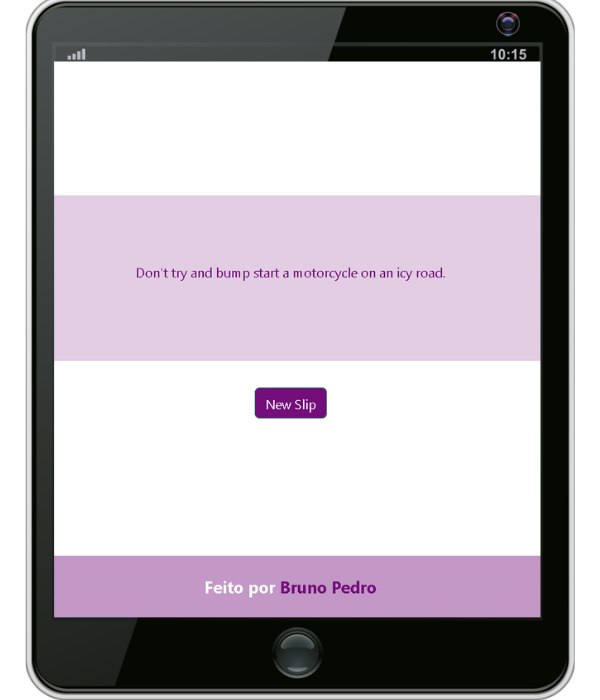 10:15
Don't try and bump start a motorcycle on an icy road.
New Slip
Feito por Bruno Pedro